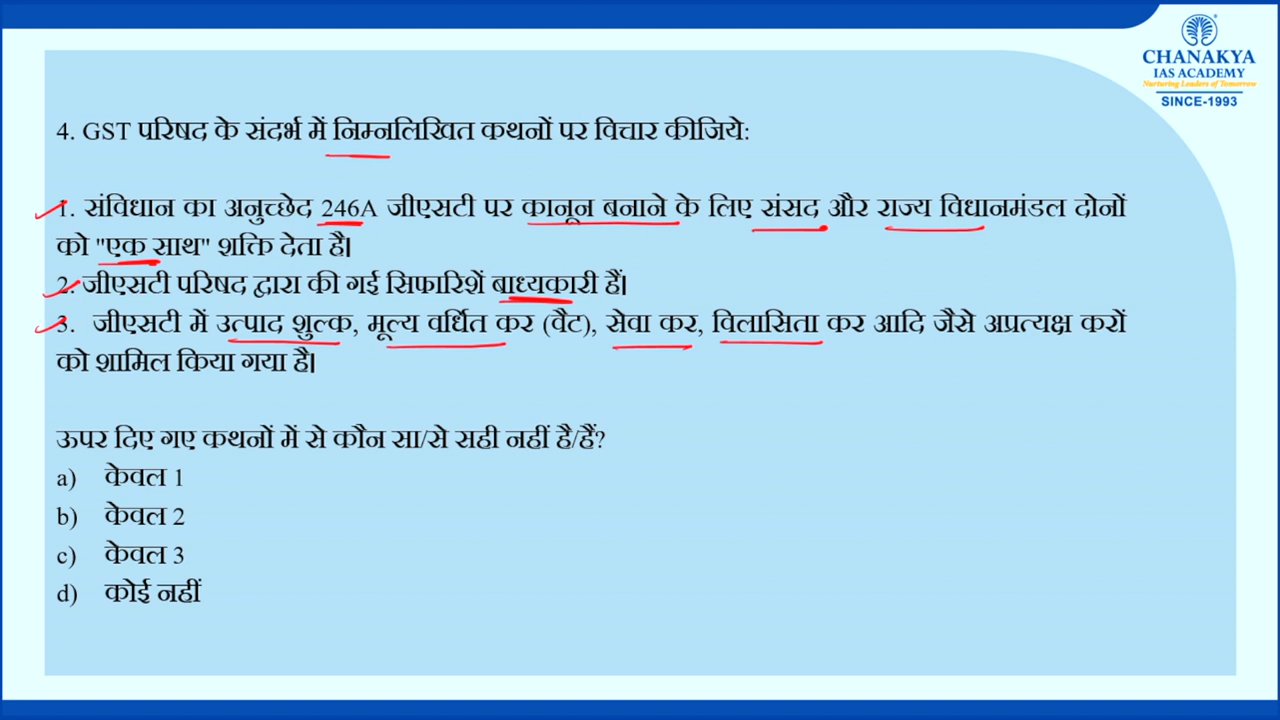 CHANAKYA
IAS ACADEMY
Nurturing Leaders of Tomorrow
SINCE-1993
4. GST परिषद के संदर्भ में निम्नलिखित कथनों पर विचार कीजिये:
1. संविधान का अनुच्छेद 246A जीएसटी पर कानून बनाने के लिए संसद और राज्य विधानमंडल दोनों
को "एक साथ" शक्ति देता है।
2. जीएसटी परिषद द्वारा की गई सिफारिशें बाध्यकारी हैं।
3. जीएसटी में उत्पाद शुल्क, मूल्य वर्धित कर (वैट), सेवा कर, विलासिता कर आदि जैसे अप्रत्यक्ष करों
को शामिल किया गया है।
ऊपर दिए गए कथनों में से कौन सा/से सही नहीं है/हैं?
a) केवल 1
b) केवल 2
c) केवल 3
d) कोई नहीं